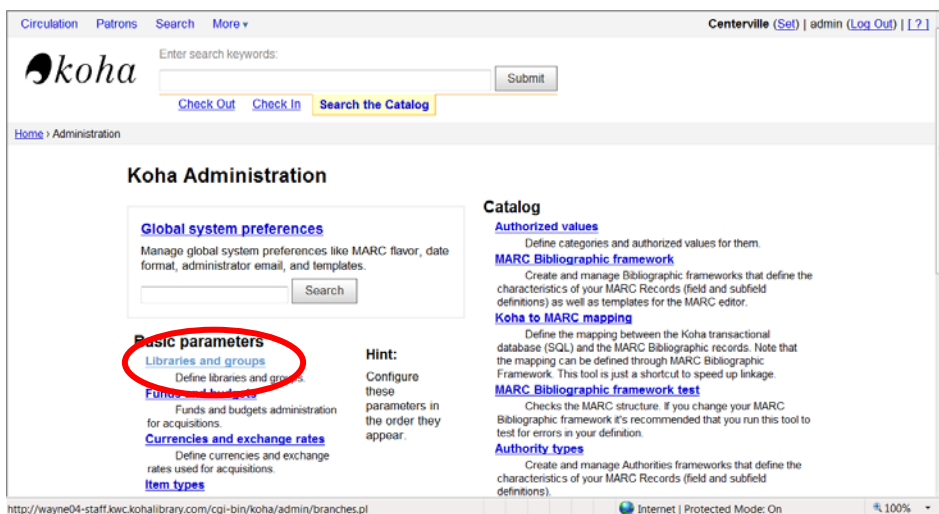 Circulation Patrons Search More ▾ Centerville (Set) | admin (Log Out) | [ ? ]
koha
Enter search keywords:
Submit
Check Out Check In Search the Catalog
Home › Administration
Koha Administration
Global system preferences
Manage global system preferences like MARC flavor, date
format, administrator email, and templates.
Search
Basic parameters
Libraries and groups
Define libraries and groups.
Funds and budgets
Funds and budgets administration
for acquisitions.
Currencies and exchange rates
Define currencies and exchange
rates used for acquisitions.
Item types
Hint:
Configure
these
parameters in
the order they
appear.
Catalog
Authorized values
Define categories and authorized values for them.
MARC Bibliographic framework
Create and manage Bibliographic frameworks that define the
characteristics of your MARC Records (field and subfield
definitions) as well as templates for the MARC editor.
Koha to MARC mapping
Define the mapping between the Koha transactional
database (SQL) and the MARC Bibliographic records. Note that
the mapping can be defined through MARC Bibliographic
Framework. This tool is just a shortcut to speed up linkage.
MARC Bibliographic framework test
Checks the MARC structure. If you change your MARC
Bibliographic framework it's recommended that you run this tool to
test for errors in your definition.
Authority types
Create and manage Authorities frameworks that define the
characteristics of your MARC Records (field and subfield
definitions).
http://wayne04-staff.kwc.kohalibrary.com/cgi-bin/koha/admin/branches.pl Internet | Protected Mode: On 100% ▾